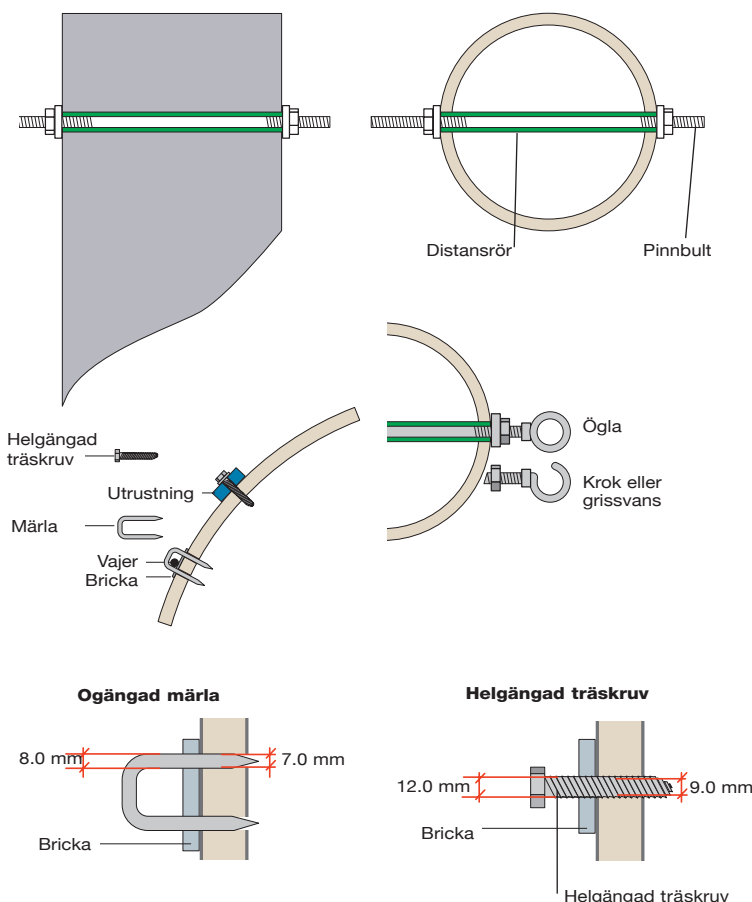 Distansrör
Pinnbult
Helgängad
träskruv
Utrustning
Märla
Vajer
Bricka
Ögla
Krok eller
grissvans
Ogängad märla
8.0 mm
7.0 mm
Bricka
Helgängad träskruv
12.0 mm
9.0 mm
Bricka
Helgängad träskruv